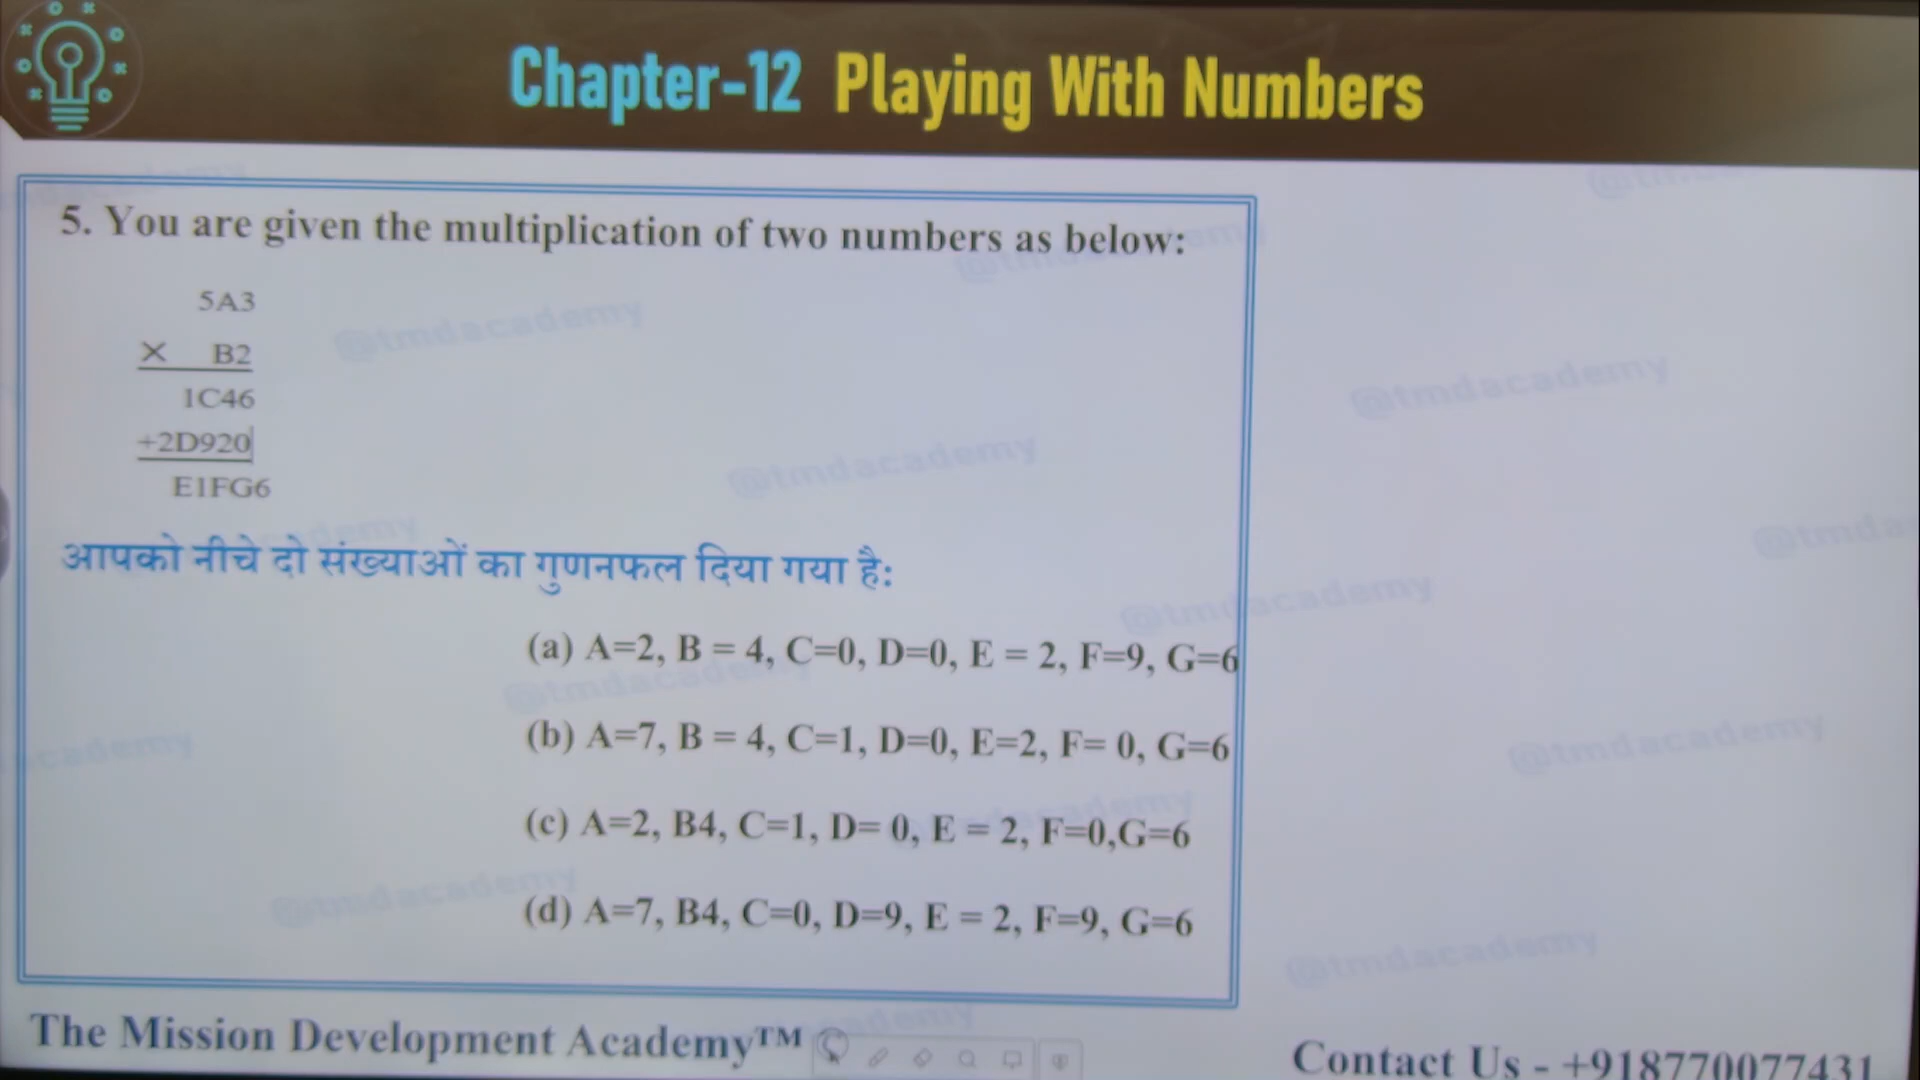 Chapter-12 Playing With Numbers
5. You are given the multiplication of two numbers as below:
5A3
× B2
1C46
+2D920
E1FG6
आपको नीचे दो संख्याओं का गुणनफल दिया गया है:
(a) A=2, B = 4, C=0, D=0, E = 2, F=9, G=6
(b) A=7, B = 4, C=1, D=0, E=2, F= 0, G=6
(c) A=2, B4, C=1, D= 0, E = 2, F=0,G=6
(d) A=7, B4, C=0, D=9, E = 2, F=9, G=6
The Mission Development Academy™
Contact Us - +918770077431
@tmdacademy